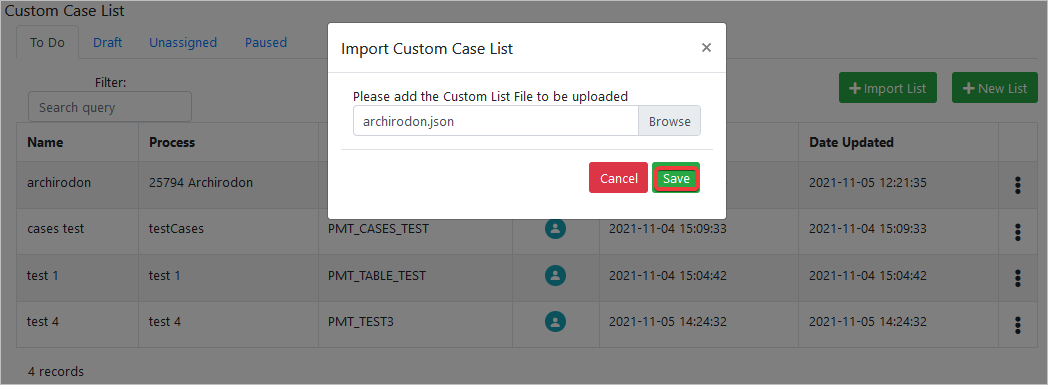 Custom Case List
To Do Draft Unassigned Paused
Import Custom Case List ×
Please add the Custom List File to be uploaded
archirodon.json Browse
Cancel Save
Filter:
Search query
Import List New List
Name Process Date Updated
archirodon 25794 Archirodon 2021-11-05 12:21:35
cases test testCases PMT_CASES_TEST 2021-11-04 15:09:33 2021-11-04 15:09:33
test 1 test 1 PMT_TABLE_TEST 2021-11-04 15:04:42 2021-11-04 15:04:42
test 4 test 4 PMT_TEST3 2021-11-05 14:24:32 2021-11-05 14:24:32
4 records